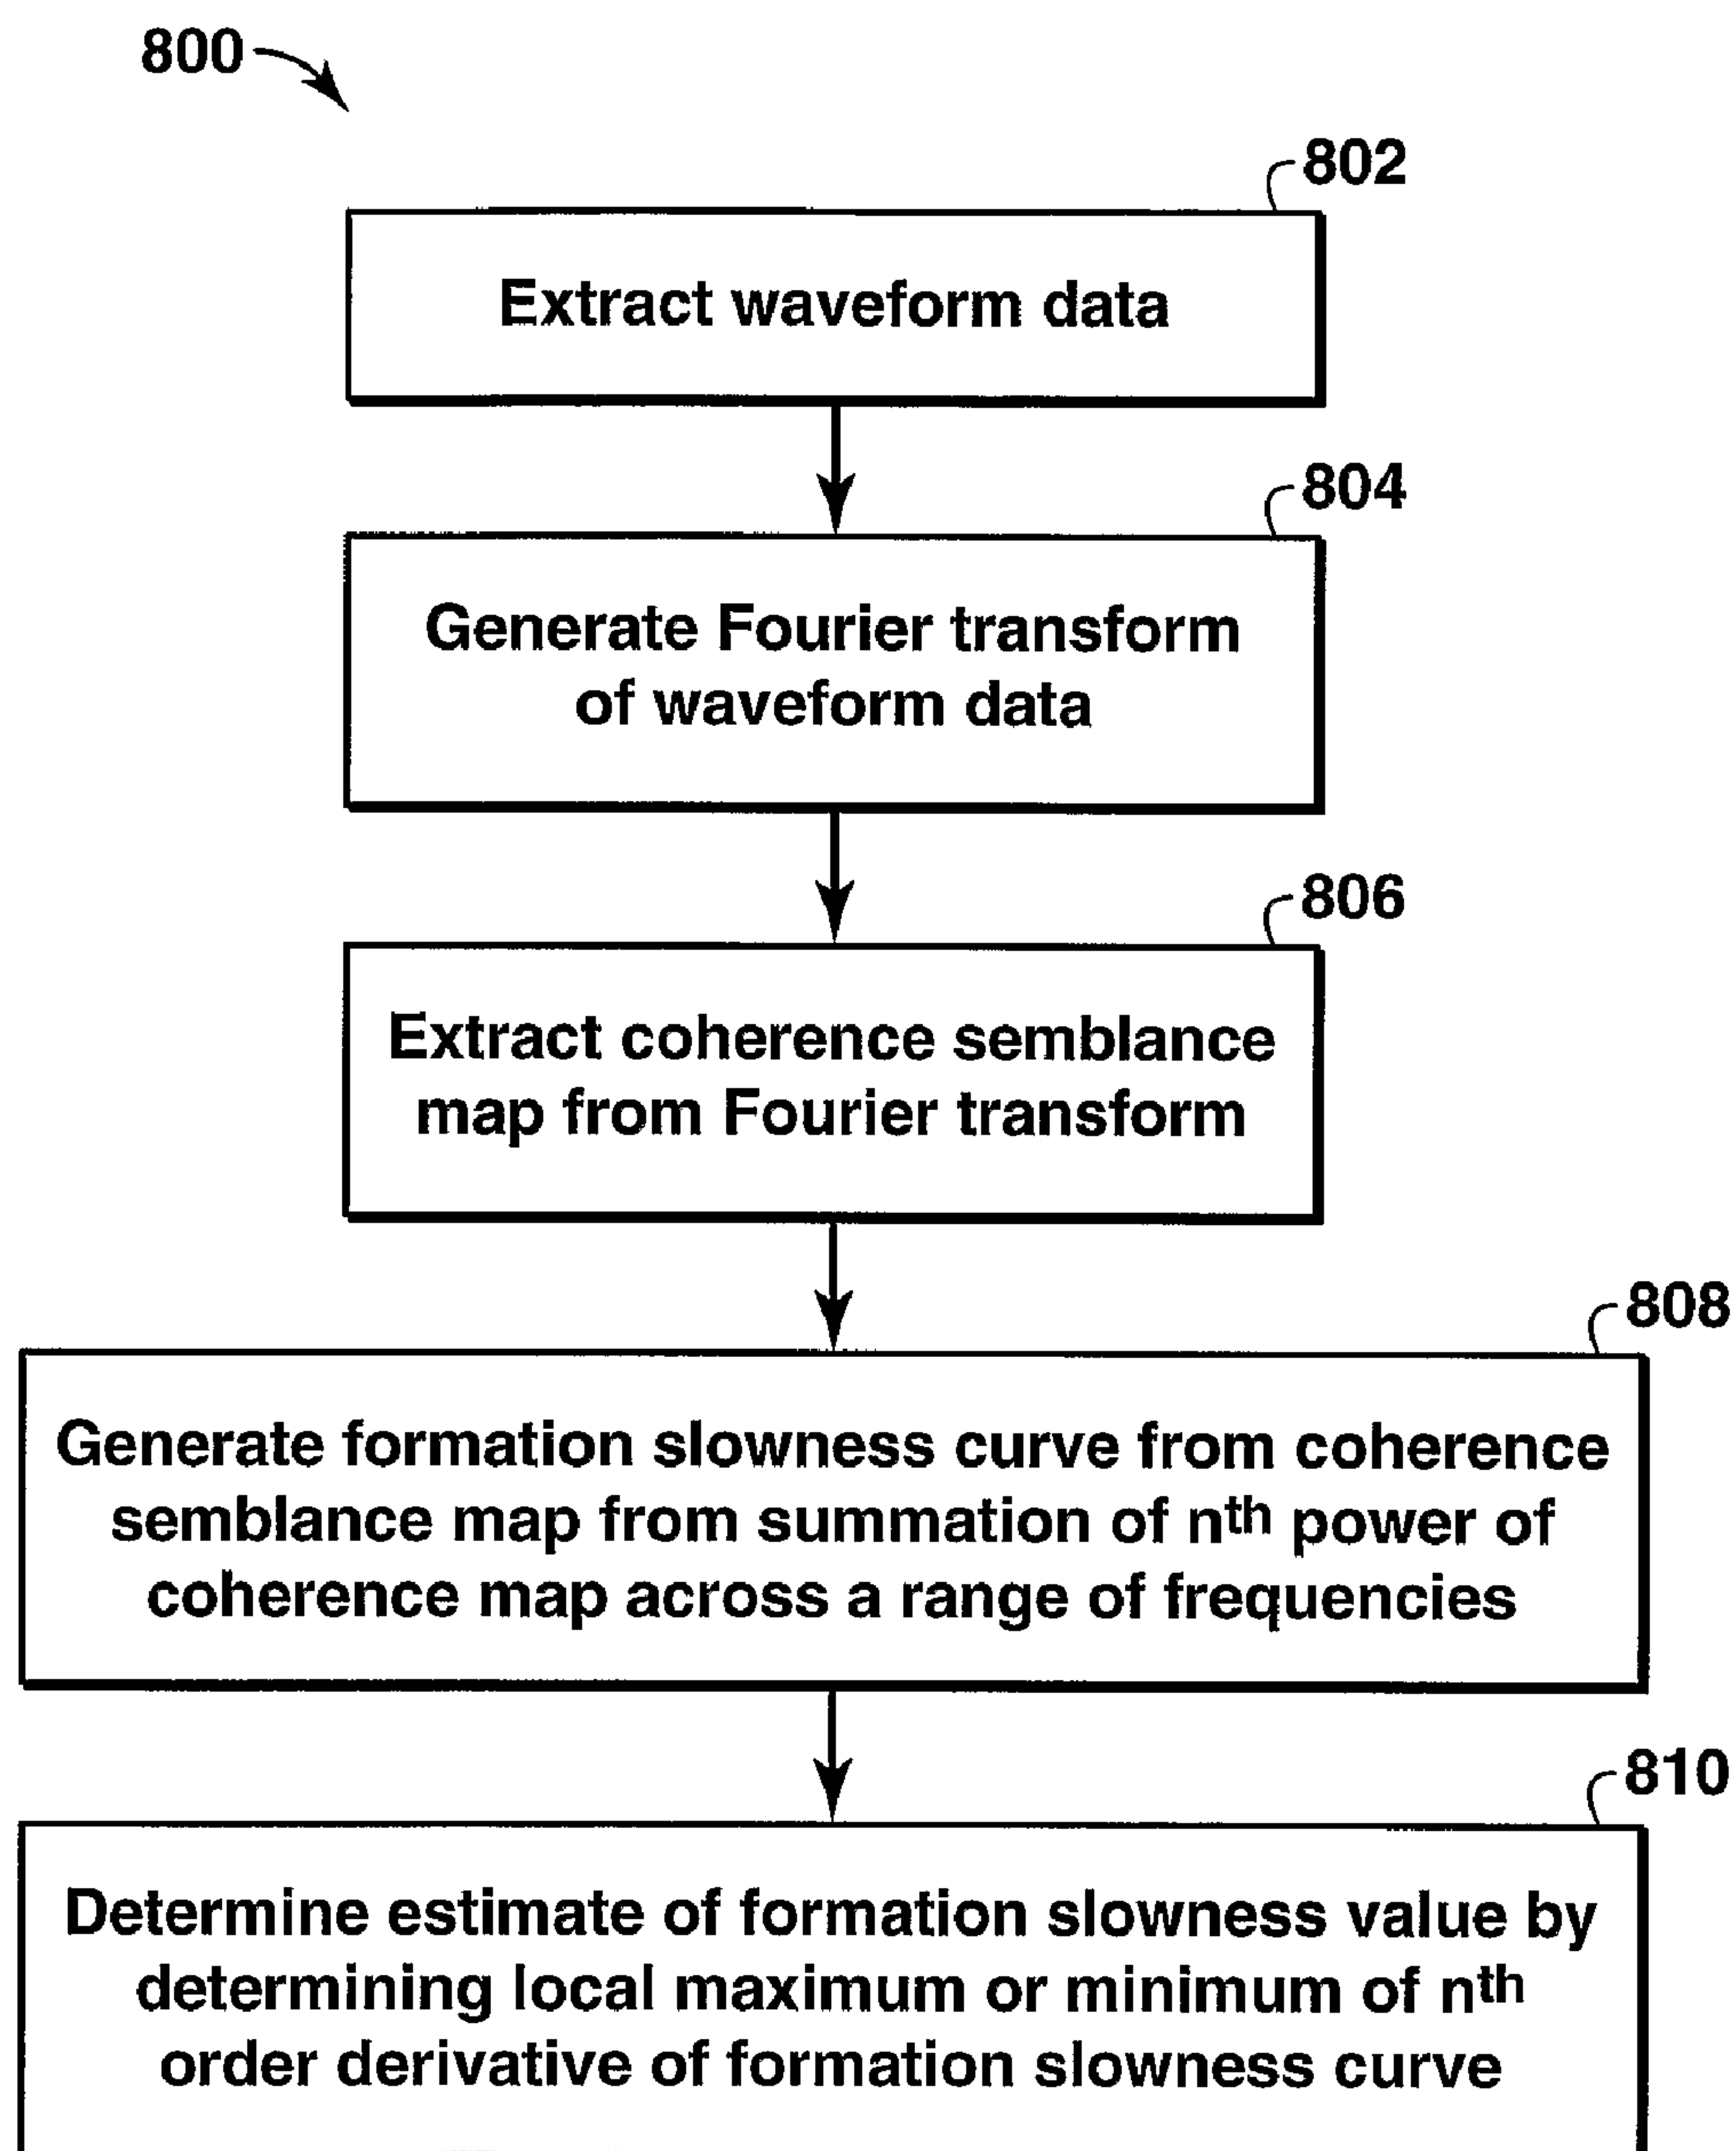 800
802
Extract waveform data
804
Generate Fourier transform
of waveform data
806
Extract coherence semblance
map from Fourier transform
808
Generate formation slowness curve from coherence
semblance map from summation of nth power of
coherence map across a range of frequencies
810
Determine estimate of formation slowness value by
determining local maximum or minimum of nth
order derivative of formation slowness curve